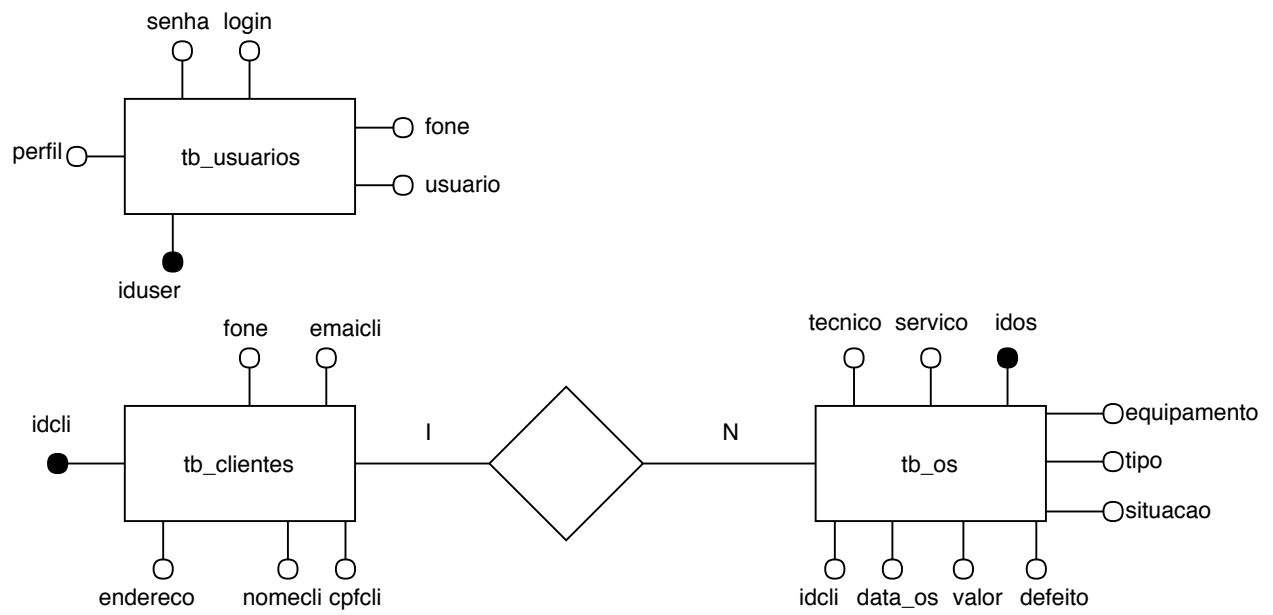 senha login
fone
perfil
tb_usuarios
usuario
iduser
fone emaicli
tecnico servico idos
idcli
equipamento
I
N
tb_clientes
tb_os
tipo
situacao
endereco nomecli cpfcli
idcli data_os valor defeito